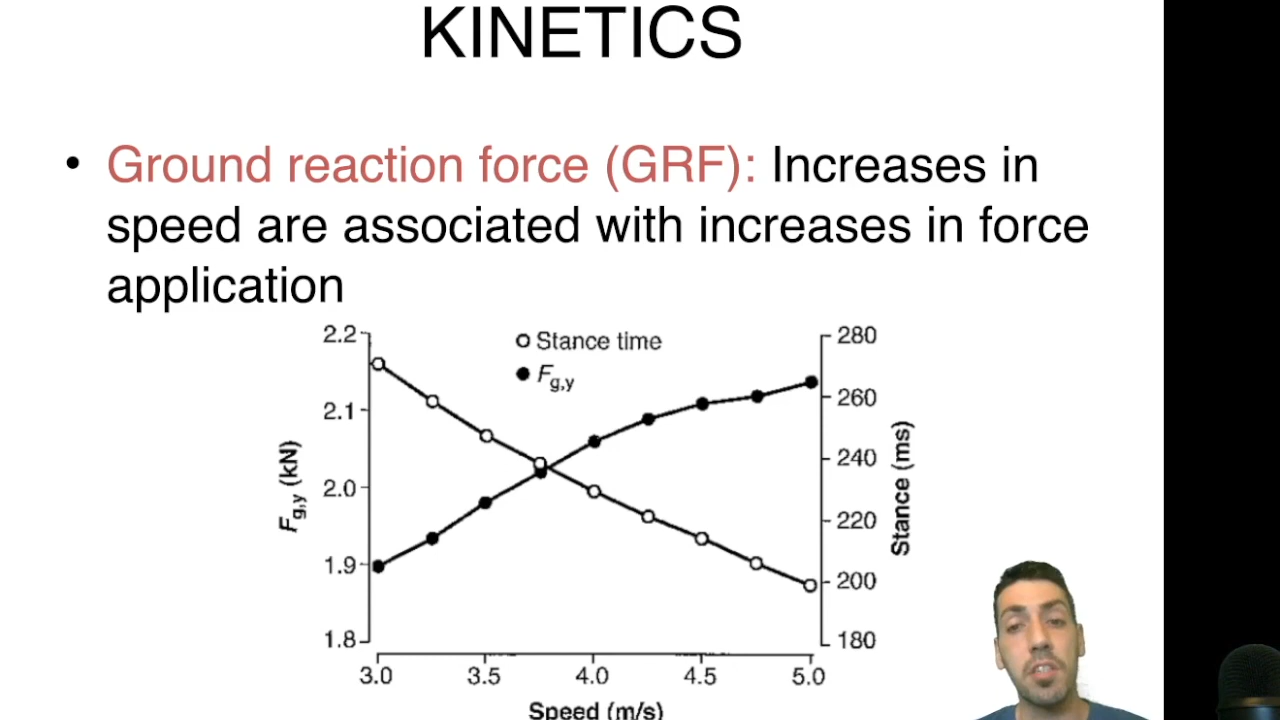 KINETICS
• Ground reaction force (GRF): Increases in
speed are associated with increases in force
application
Stance time
Fg,y
2.2
2.1
2.0
1.9
1.8
Fg,y (kN)
280
260
240
220
200
180
Stance (ms)
3.0 3.5 4.0 4.5 5.0
Speed (m/s)